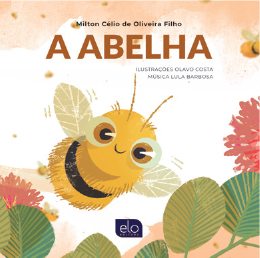 Milton Célio de Oliveira Filho
A ABELHA
ILUSTRAÇÕES OLAVO COSTA
MÚSICA LULA BARBOSA
elo